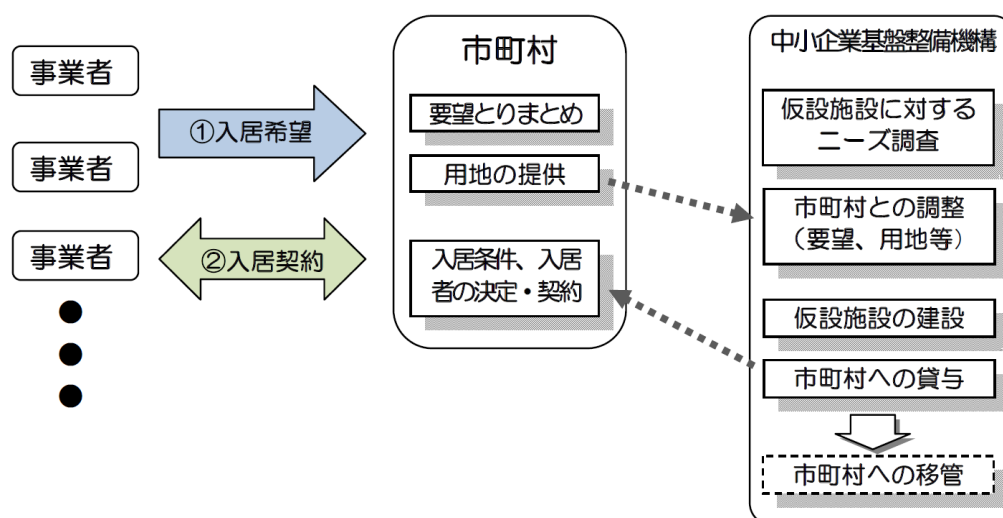 事業者
事業者
事業者
①入居希望
②入居契約
市町村
要望とりまとめ
用地の提供
入居条件、入居
者の決定・契約
中小企業基盤整備機構
仮設施設に対する
ニーズ調査
市町村との調整
（要望、用地等）
仮設施設の建設
市町村への貸与
市町村への移管